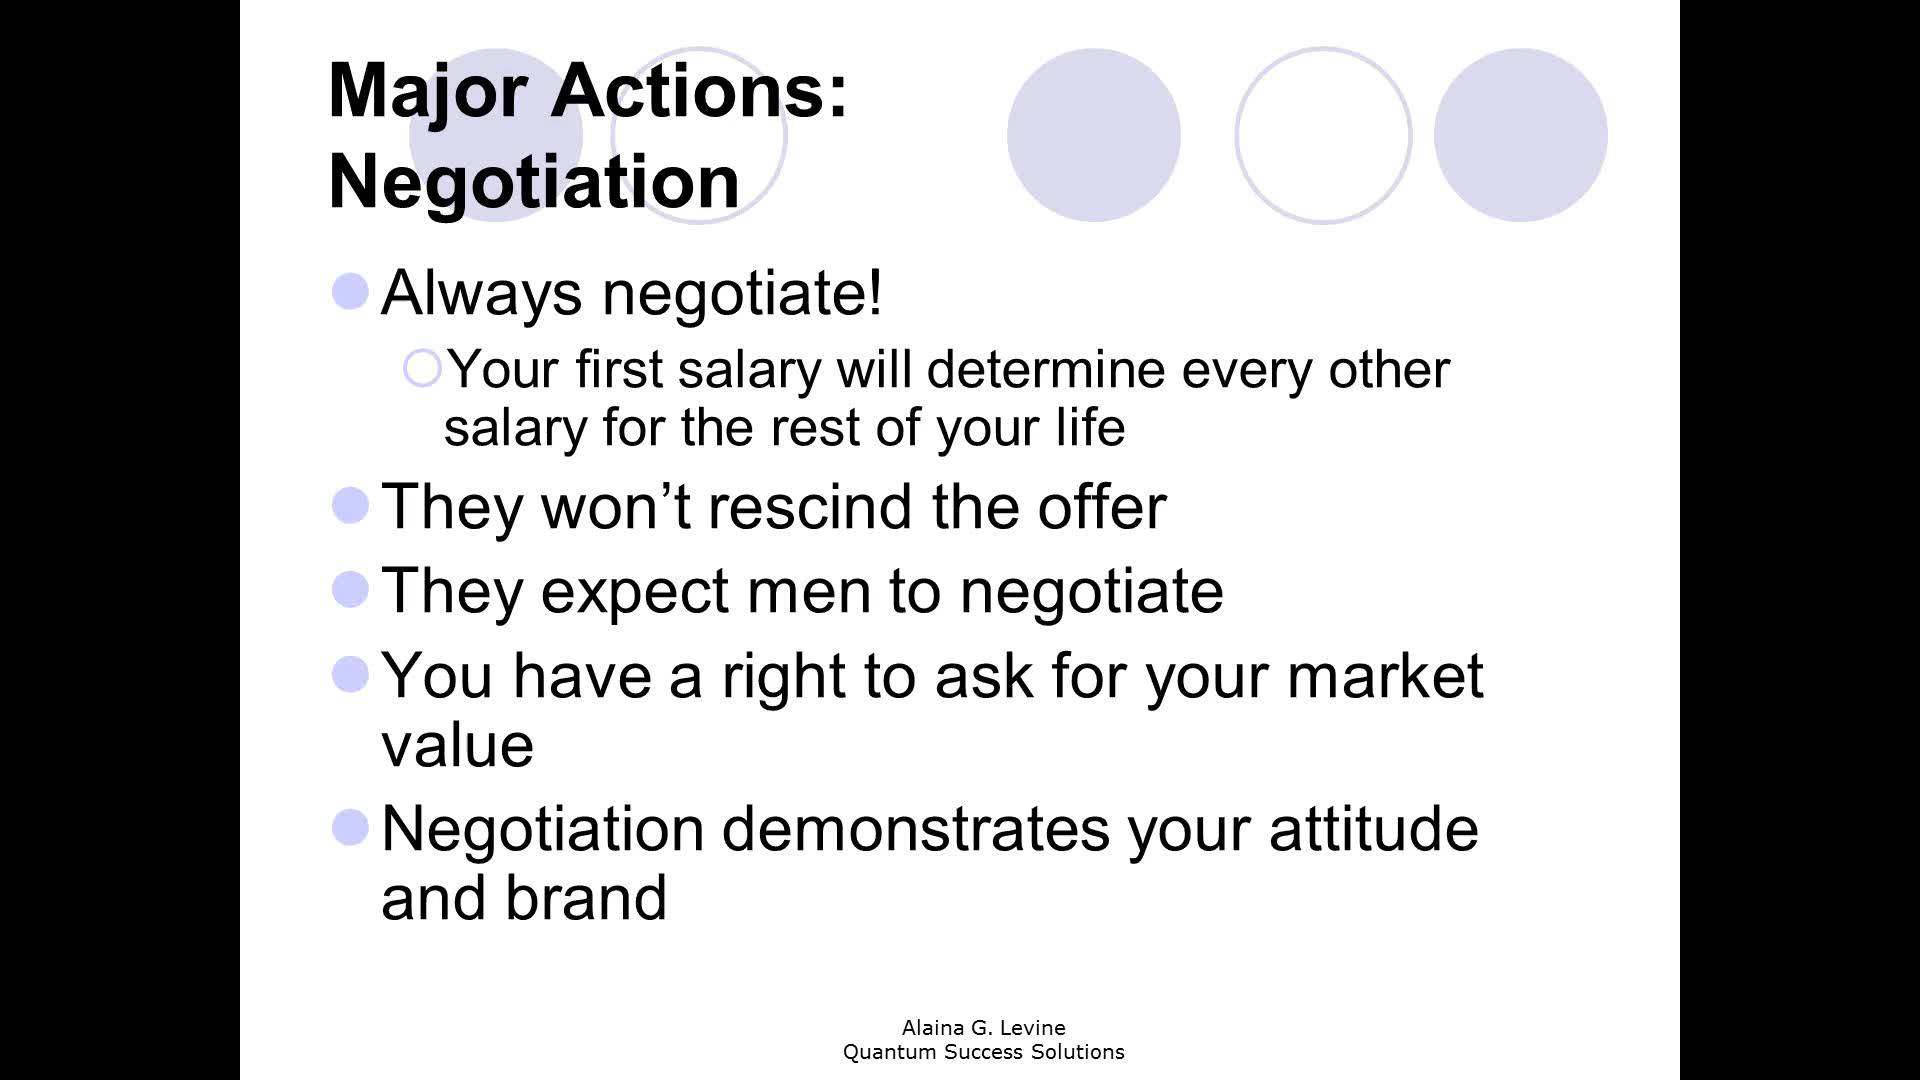 Major Actions:
Negotiation
Always negotiate!
Your first salary will determine every other
salary for the rest of your life
They won’t rescind the offer
They expect men to negotiate
You have a right to ask for your market
value
Negotiation demonstrates your attitude
and brand
Alaina G. Levine
Quantum Success Solutions